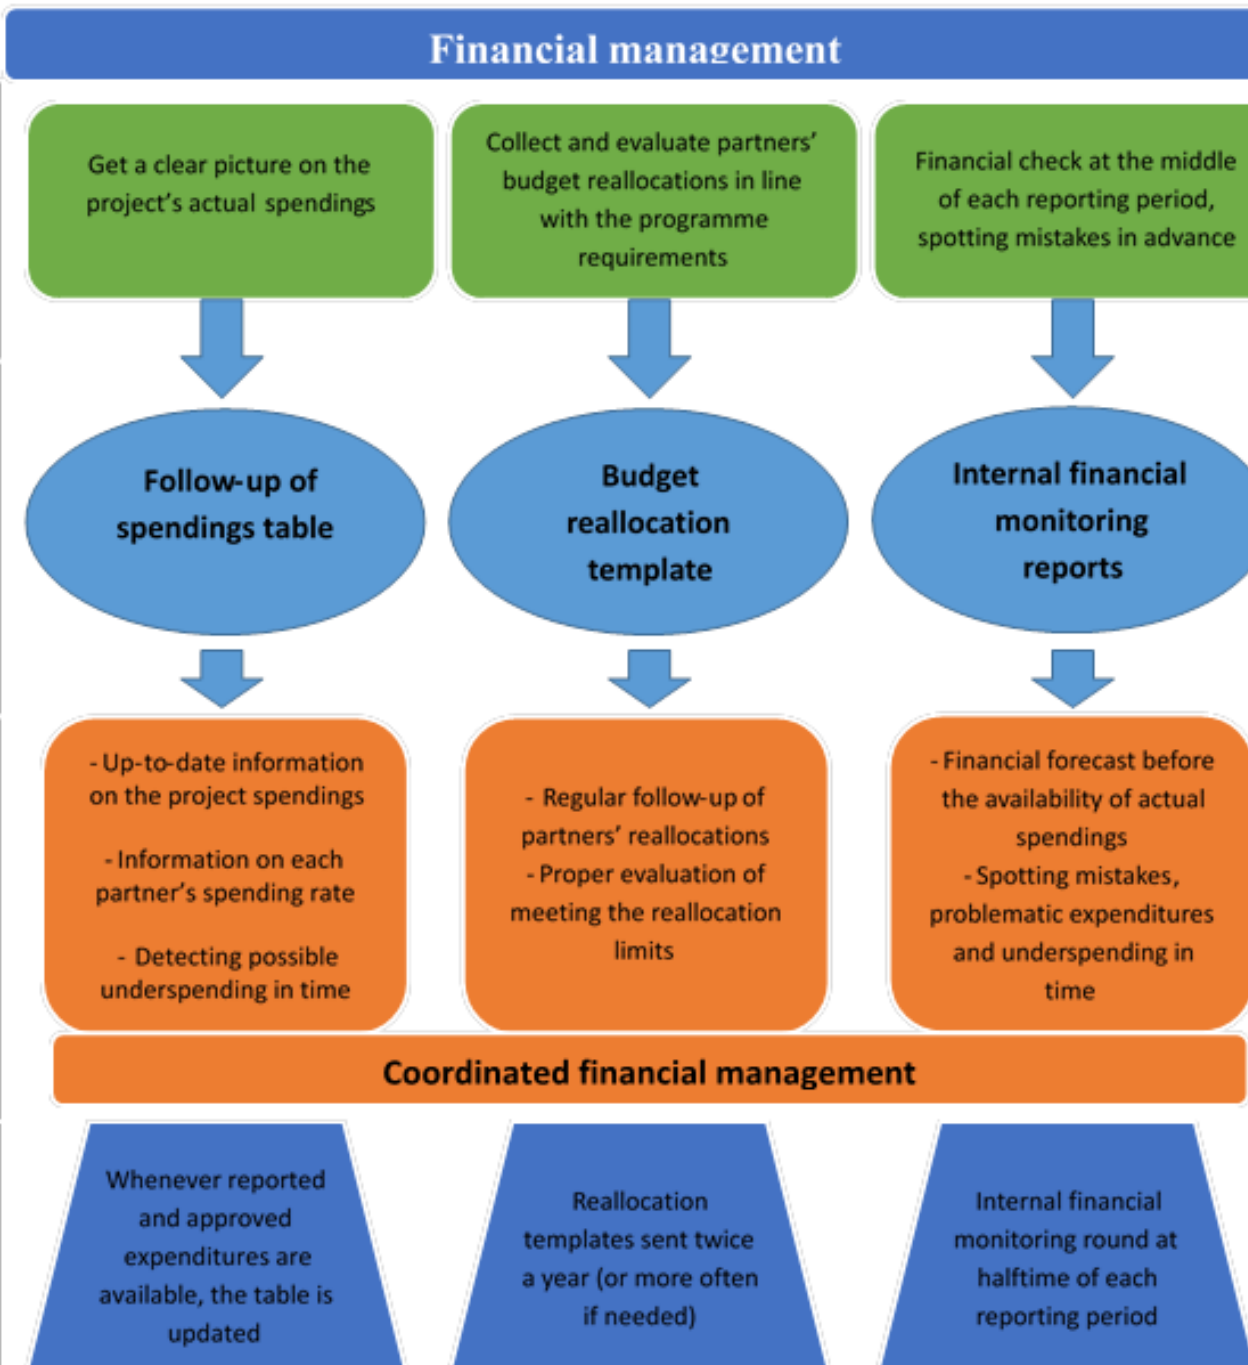 Financial management
Get a clear picture on the
project's actual spendings
Collect and evaluate partners'
budget reallocations in line
with the programme
requirements
Financial check at the middle
of each reporting period,
spotting mistakes in advance
Follow-up of
spendings table
Budget
reallocation
template
Internal financial
monitoring
reports
- Up-to-date information
on the project spendings
- Information on each
partner's spending rate
- Detecting possible
underspending in time
- Regular follow-up of
partners' reallocations
- Proper evaluation of
meeting the reallocation
limits
- Financial forecast before
the availability of actual
spendings
- Spotting mistakes,
problematic expenditures
and underspending in
time
Coordinated financial management
Whenever reported
and approved
expenditures are
available, the table is
updated
Reallocation
templates sent twice
a year (or more often
if needed)
Internal financial
monitoring round at
halftime of each
reporting period